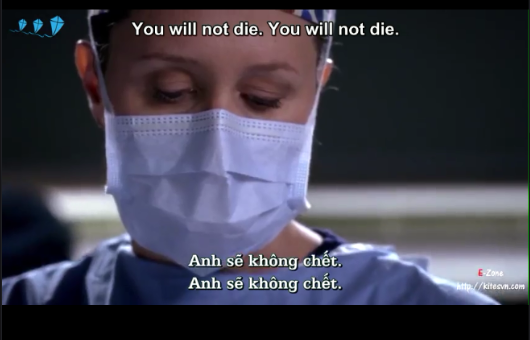 You will not die. You will not die.
Anh sẽ không chết.
Anh sẽ không chết.
E-Zone
http://kitesvn.com